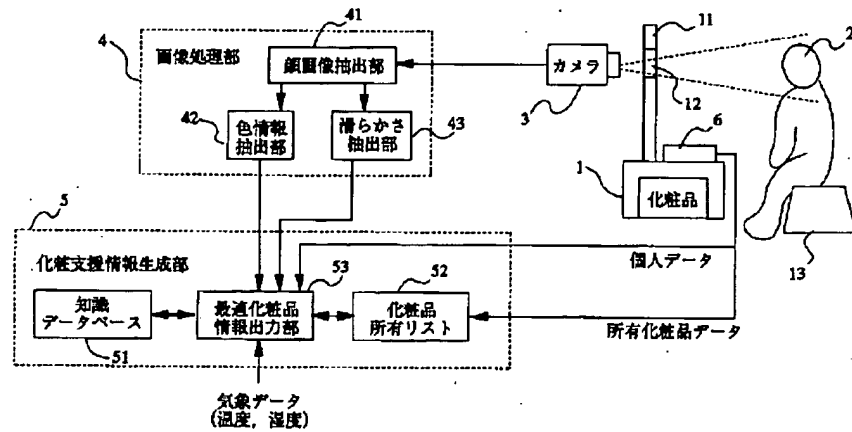 41
4
画像処理部
顔画像抽出部
42
色情報
抽出部
滑らかさ
抽出部
43
カメラ
3
11
12
2
6
1
化粧品
13
5
化粧支援情報生成部
53
52
個人データ
知識
データベース
51
最適化粧品
情報出力部
化粧品
所有リスト
所有化粧品データ
気象データ
(温度, 湿度)